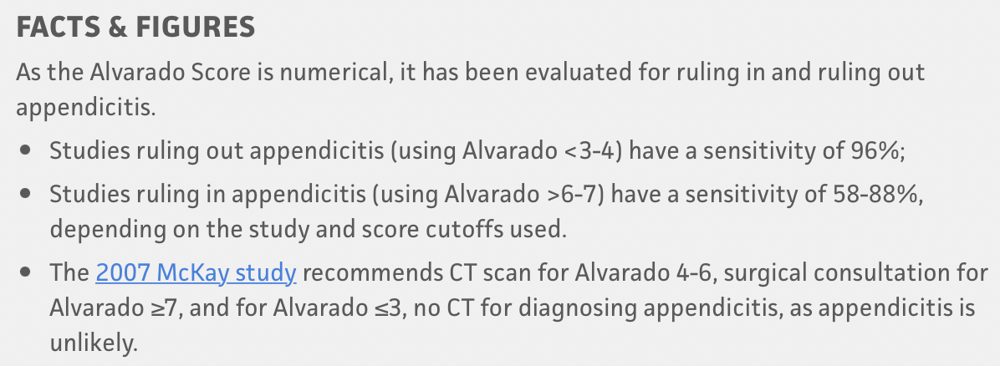 FACTS & FIGURES
As the Alvarado Score is numerical, it has been evaluated for ruling in and ruling out
appendicitis.
• Studies ruling out appendicitis (using Alvarado <3-4) have a sensitivity of 96%;
• Studies ruling in appendicitis (using Alvarado >6-7) have a sensitivity of 58-88%,
depending on the study and score cutoffs used.
• The 2007 McKay study recommends CT scan for Alvarado 4-6, surgical consultation for
Alvarado ≥7, and for Alvarado ≤3, no CT for diagnosing appendicitis, as appendicitis is
unlikely.